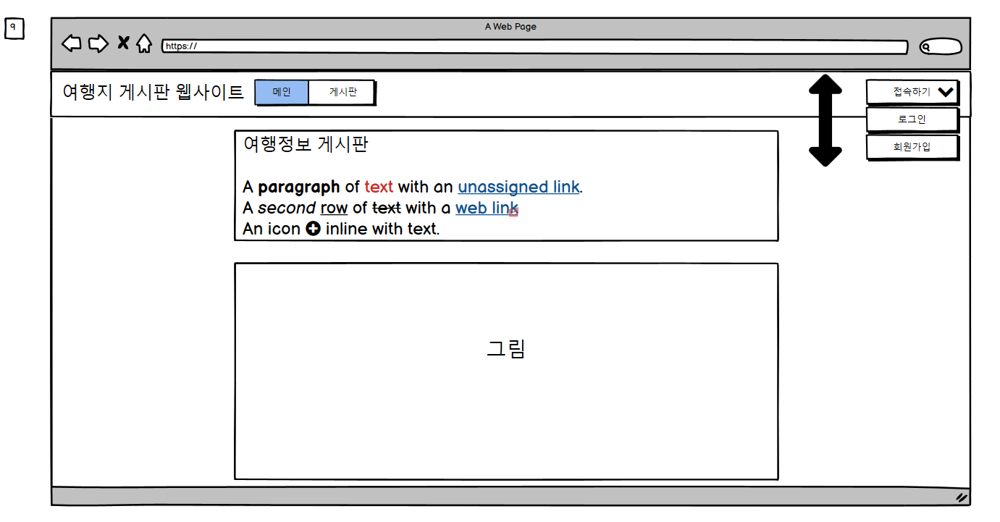 9
A Web Page
https://
여행지 게시판 웹사이트
메인
게시판
접속하기
로그인
회원가입
여행정보 게시판
A paragraph of text with an unassigned link.
A second row of text with a web link
An icon inline with text.
그림